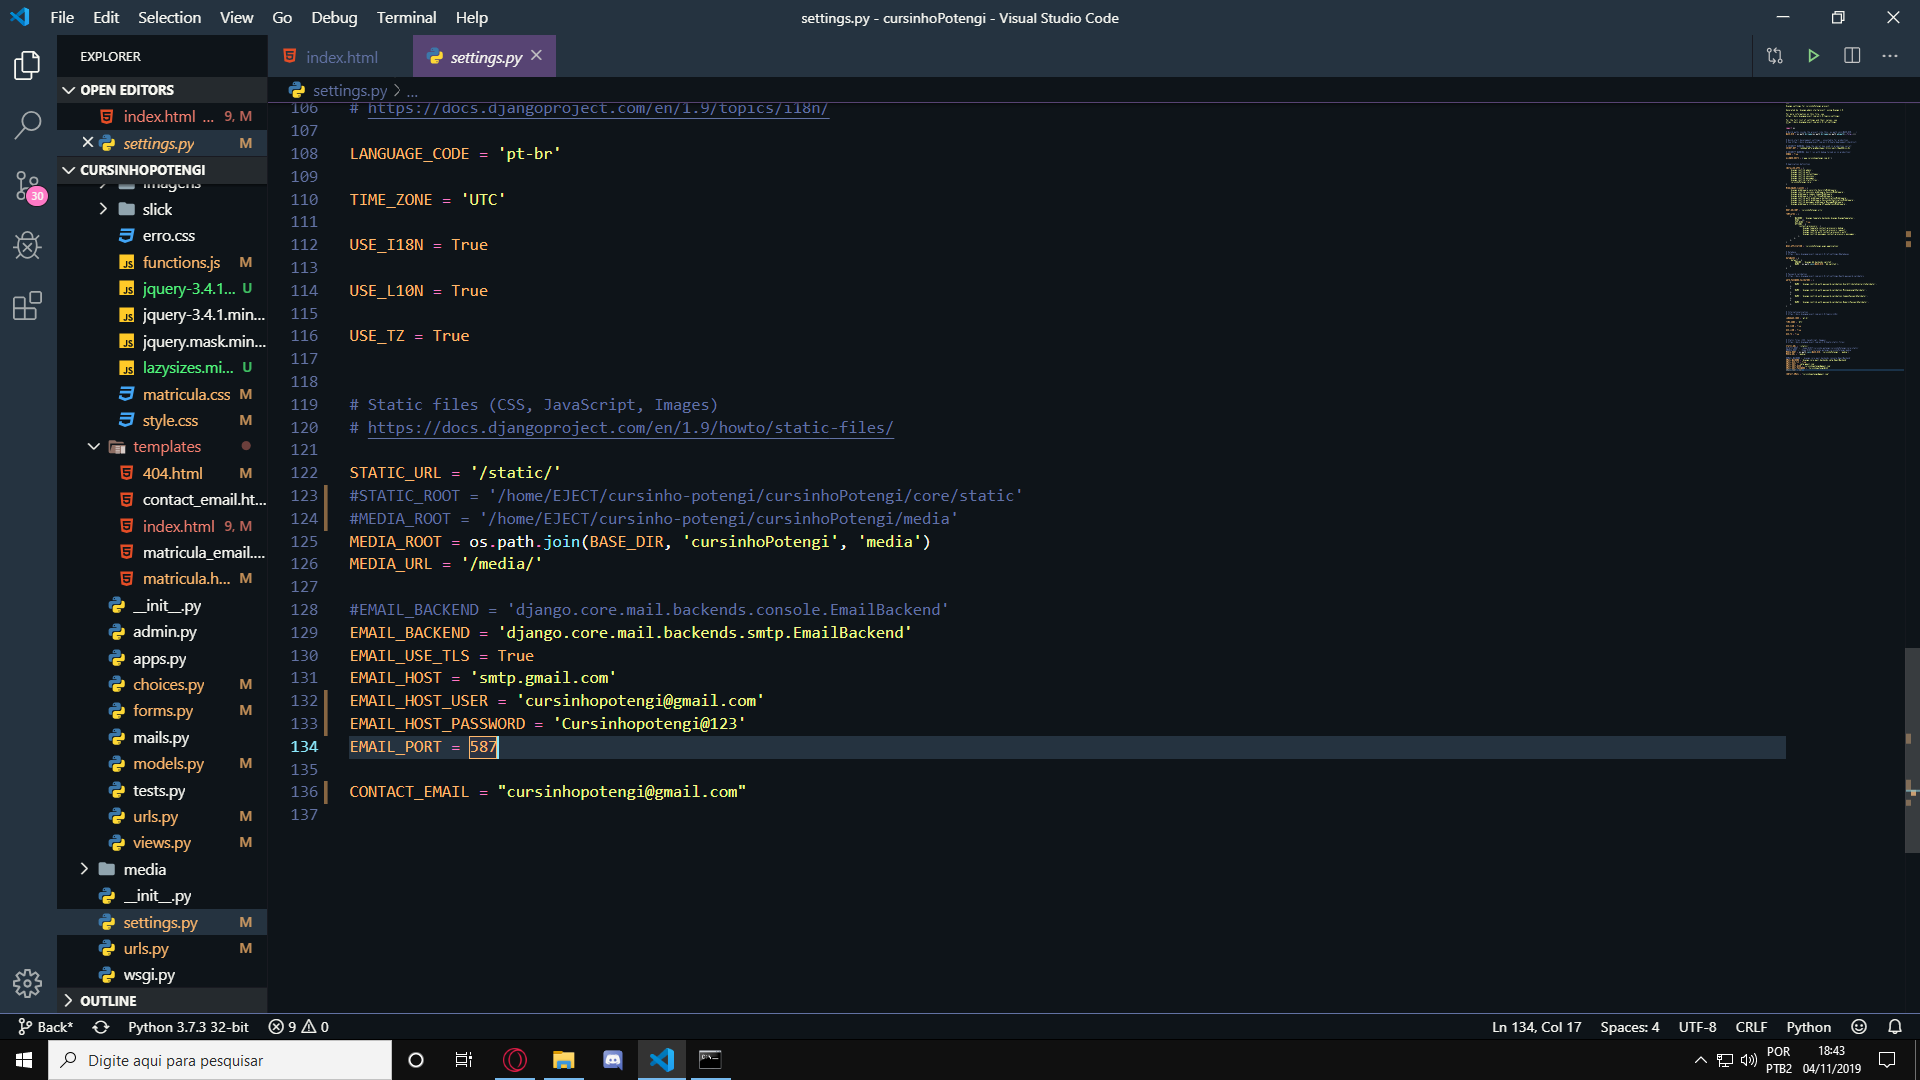 File Edit Selection View Go Debug Terminal Help
settings.py - cursinhoPotengi - Visual Studio Code
EXPLORER
index.html
settings.py
OPEN EDITORS
index.html ... 9, M
settings.py M
CURSINHOPOTENGI
imagens
slick
erro.css
functions.js M
jquery-3.4.1... U
jquery-3.4.1.min...
jquery.mask.min...
lazysizes.mi... U
matricula.css M
style.css M
templates
404.html M
contact_email.ht...
index.html 9, M
matricula_email....
matricula.h... M
__init__.py
admin.py
apps.py
choices.py M
forms.py M
mails.py
models.py M
tests.py
urls.py M
views.py M
media
__init__.py
settings.py M
urls.py M
wsgi.py
OUTLINE
30
settings.py > ...
106 # https://docs.djangoproject.com/en/1.9/topics/i18n/
107
108 LANGUAGE_CODE = 'pt-br'
109
110 TIME_ZONE = 'UTC'
111
112 USE_I18N = True
113
114 USE_L10N = True
115
116 USE_TZ = True
117
118
119 # Static files (CSS, JavaScript, Images)
120 # https://docs.djangoproject.com/en/1.9/howto/static-files/
121
122 STATIC_URL = '/static/'
123 #STATIC_ROOT = '/home/EJECT/cursinho-potengi/cursinhoPotengi/core/static'
124 #MEDIA_ROOT = '/home/EJECT/cursinho-potengi/cursinhoPotengi/media'
125 MEDIA_ROOT = os.path.join(BASE_DIR, 'cursinhoPotengi', 'media')
126 MEDIA_URL = '/media/'
127
128 #EMAIL_BACKEND = 'django.core.mail.backends.console.EmailBackend'
129 EMAIL_BACKEND = 'django.core.mail.backends.smtp.EmailBackend'
130 EMAIL_USE_TLS = True
131 EMAIL_HOST = 'smtp.gmail.com'
132 EMAIL_HOST_USER = 'cursinhopotengi@gmail.com'
133 EMAIL_HOST_PASSWORD = 'Cursinhopotengi@123'
134 EMAIL_PORT = 587
135
136 CONTACT_EMAIL = "cursinhopotengi@gmail.com"
137
Back* Python 3.7.3 32-bit 9 0
Ln 134, Col 17 Spaces: 4 UTF-8 CRLF Python
Digite aqui para pesquisar
POR
PTB2
18:43
04/11/2019